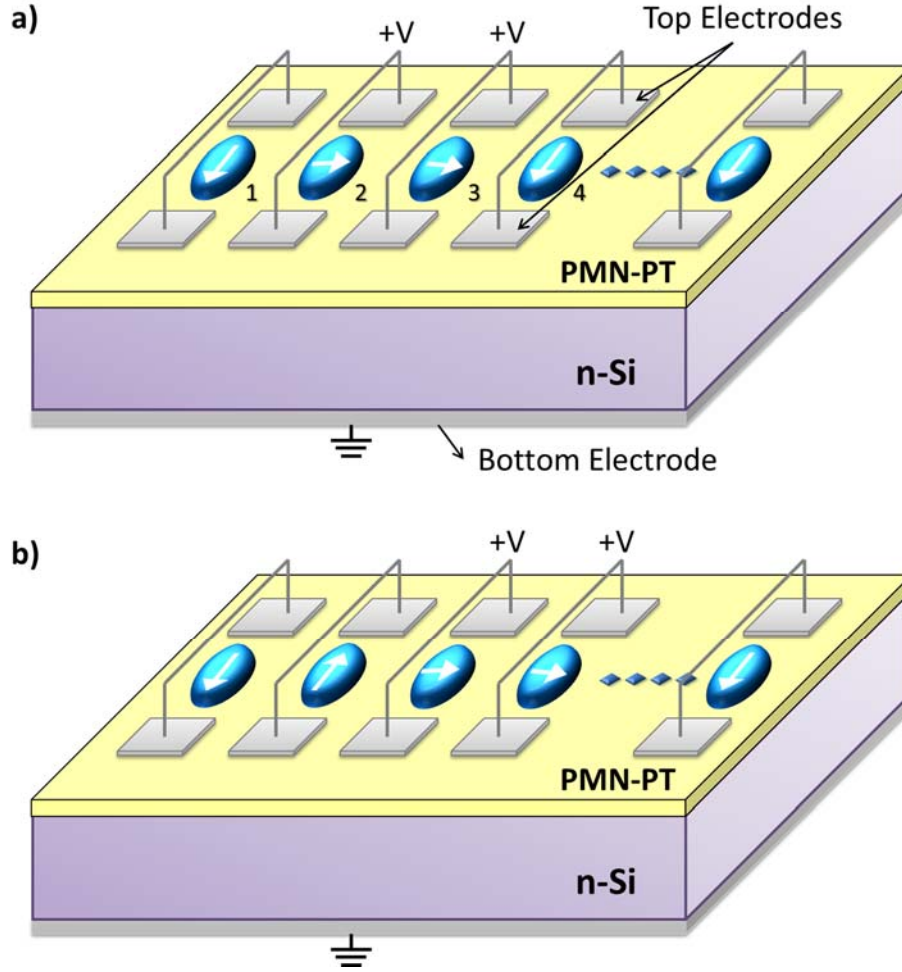 a)
+V +V
Top Electrodes
1 2 3 4
PMN-PT
n-Si
Bottom Electrode
b)
+V +V
PMN-PT
n-Si